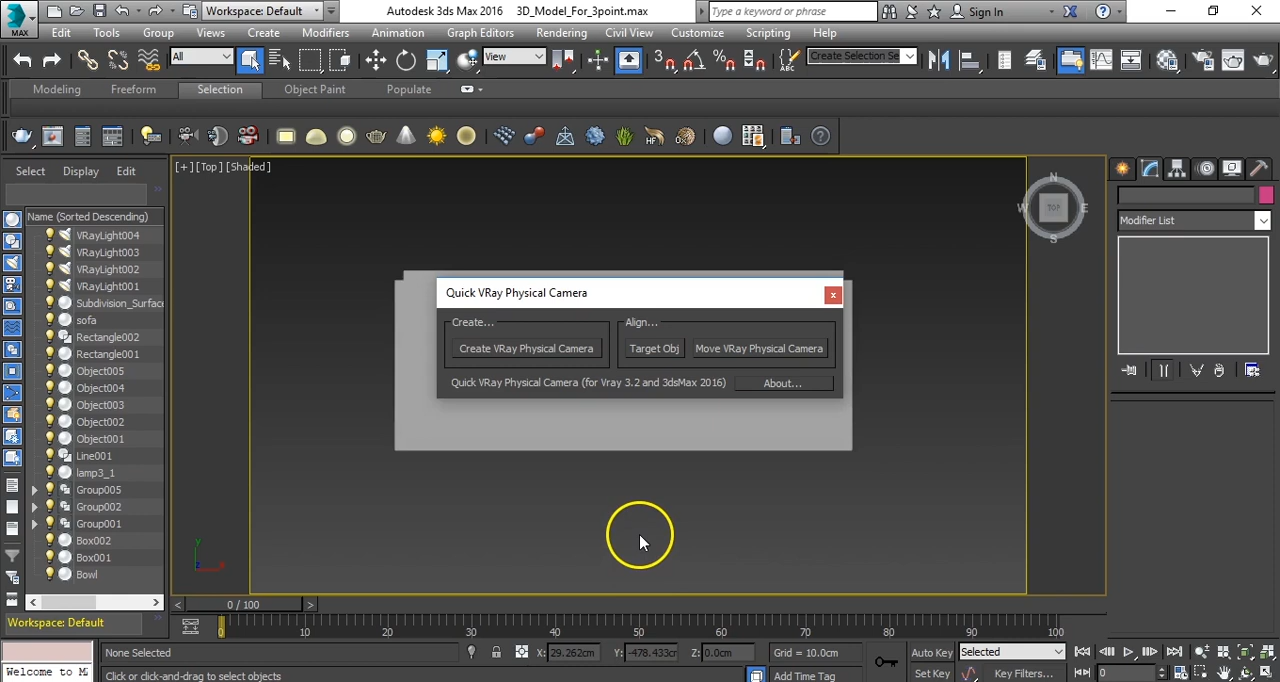 Workspace: Default
Autodesk 3ds Max 2016 3D_Model_For_3point.max
Type a keyword or phrase
Sign In
MAX
Edit Tools Group Views Create Modifiers Animation Graph Editors Rendering Civil View Customize Scripting Help
All
View
Create Selection Se
Modeling Freeform Selection Object Paint Populate
Select Display Edit
[+][Top][Shaded]
N
W TOP E
S
Modifier List
Name (Sorted Descending)
VRayLight004
VRayLight003
VRayLight002
VRayLight001
Subdivision_Surface
sofa
Rectangle002
Rectangle001
Object005
Object004
Object003
Object002
Object001
Line001
lamp3_1
Group005
Group002
Group001
Box002
Box001
Bowl
Quick VRay Physical Camera
x
Create...
Align...
Create VRay Physical Camera
Target Obj
Move VRay Physical Camera
Quick VRay Physical Camera (for Vray 3.2 and 3dsMax 2016)
About...
y
x
z
< 0 / 100 >
Workspace: Default
0 10 20 30 40 50 60 70 80 90 100
None Selected
X: 29.262cm Y: -478.433cm Z: 0.0cm Grid = 10.0cm
Auto Key Selected
Welcome to M
Click or click-and-drag to select objects
Add Time Tag
Set Key Key Filters... 0